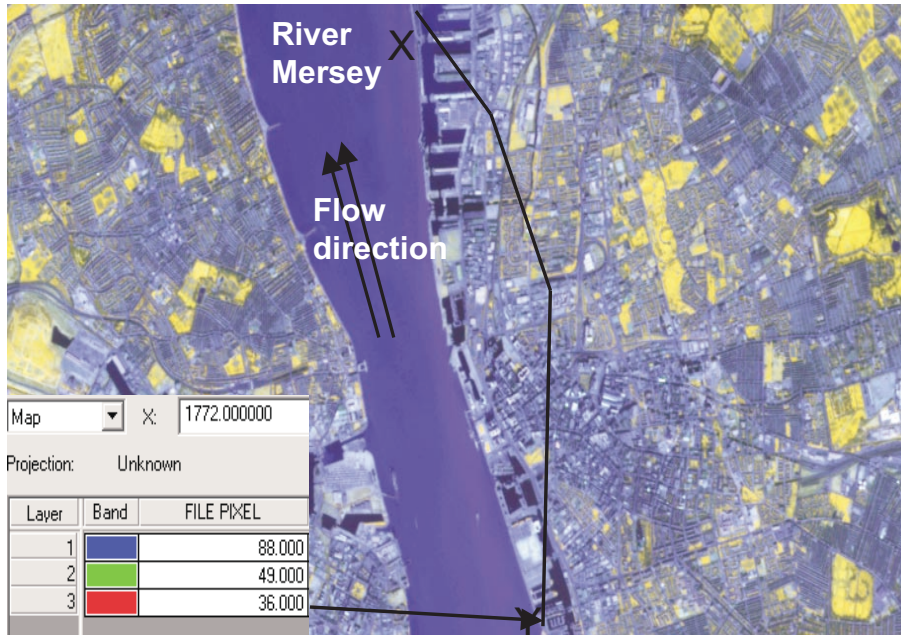 River
Mersey
X
Flow
direction
Map X: 1772.000000
Projection: Unknown
Layer Band FILE PIXEL
1 88.000
2 49.000
3 36.000